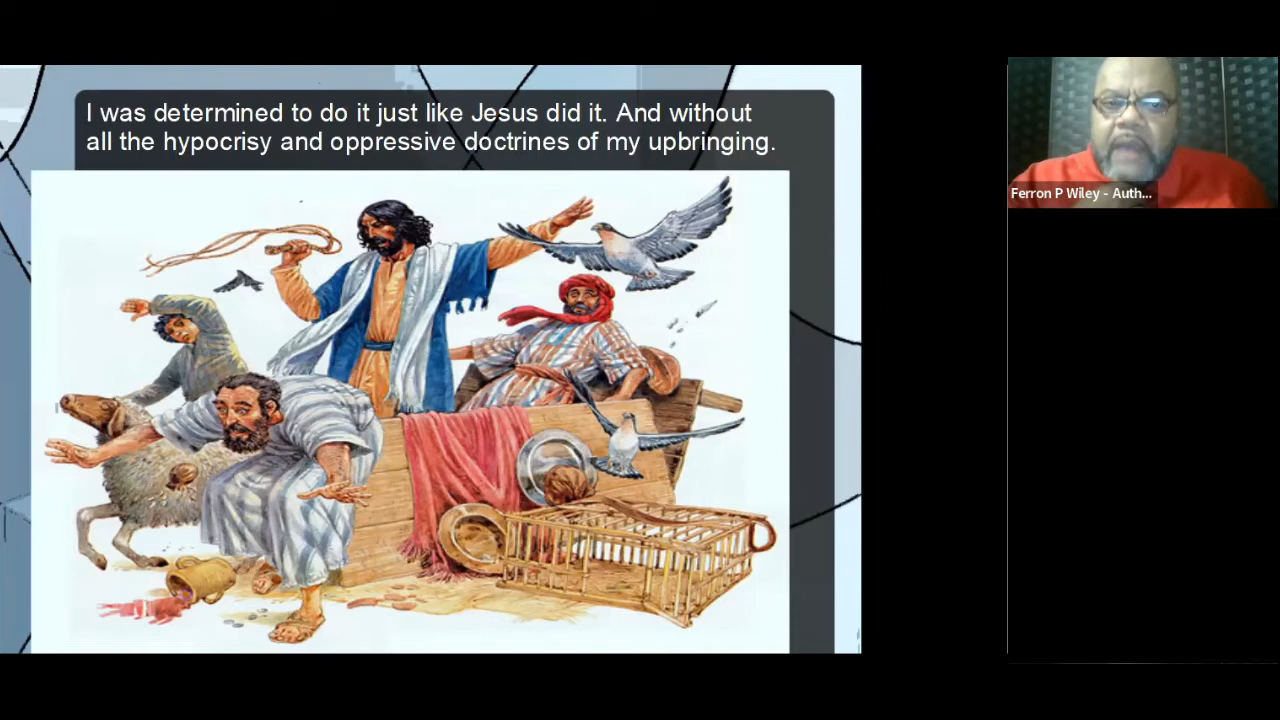 I was determined to do it just like Jesus did it. And without
all the hypocrisy and oppressive doctrines of my upbringing.
Ferron P Wiley - Auth...